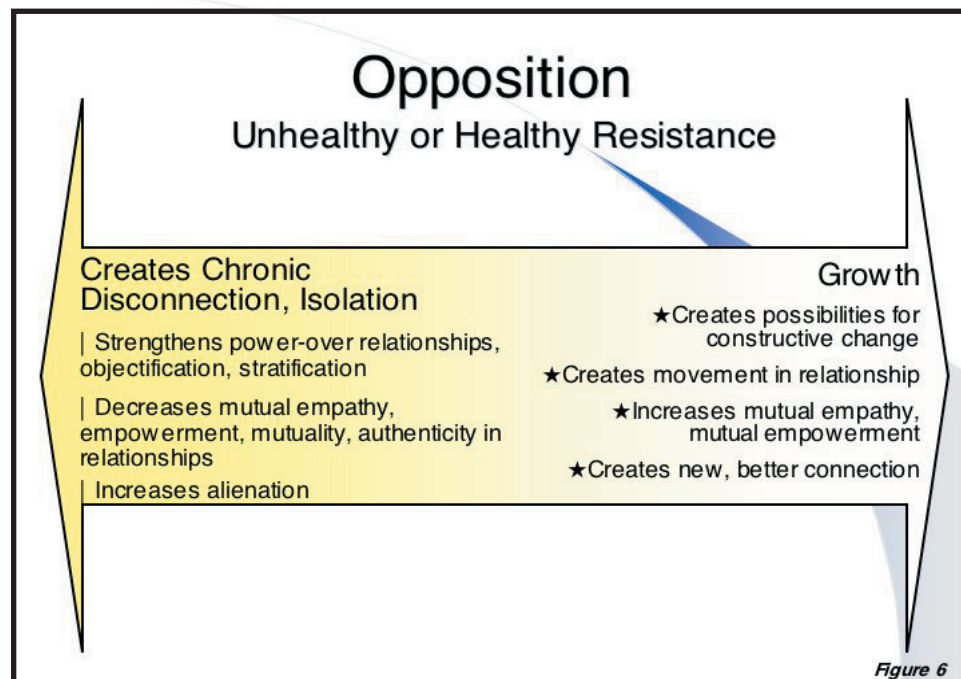 Opposition
Unhealthy or Healthy Resistance
Creates Chronic
Disconnection, Isolation
| Strengthens power-over relationships,
objectification, stratification
| Decreases mutual empathy,
empowerment, mutuality, authenticity in
relationships
| Increases alienation
Growth
★Creates possibilities for
constructive change
★Creates movement in relationship
★Increases mutual empathy,
mutual empowerment
★Creates new, better connection
Figure 6